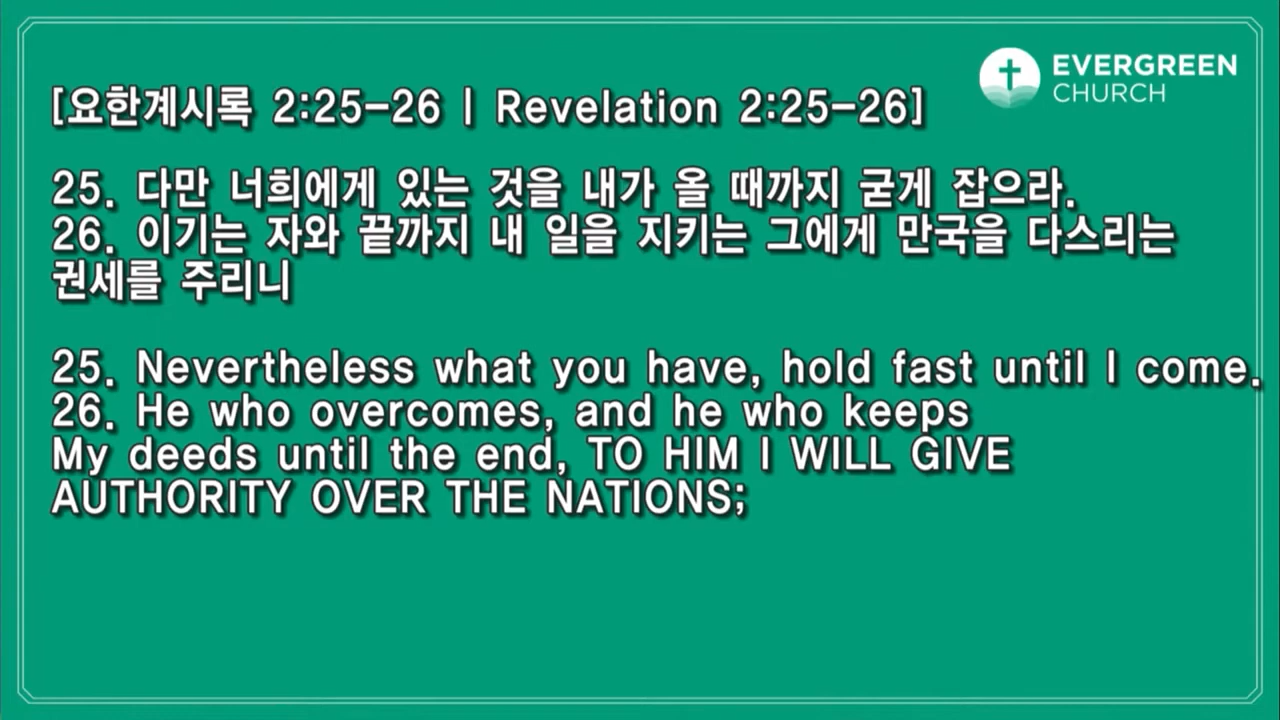 EVERGREEN
CHURCH
[요한계시록 2:25-26 | Revelation 2:25-26]
25. 다만 너희에게 있는 것을 내가 올 때까지 굳게 잡으라.
26. 이기는 자와 끝까지 내 일을 지키는 그에게 만국을 다스리는
권세를 주리니
25. Nevertheless what you have, hold fast until I come.
26. He who overcomes, and he who keeps
My deeds until the end, TO HIM I WILL GIVE
AUTHORITY OVER THE NATIONS;